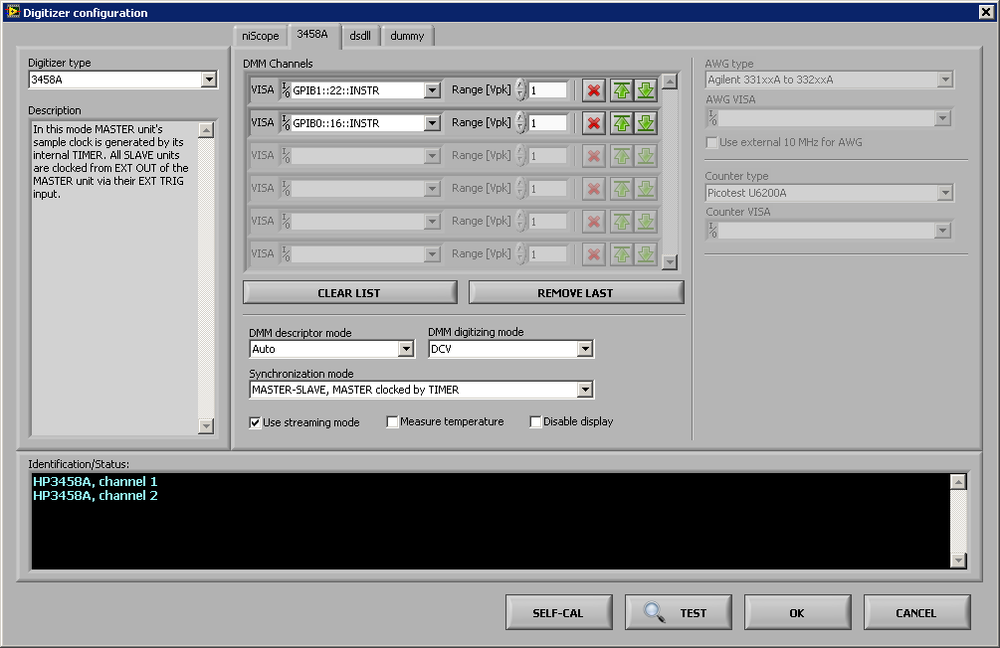 Digitizer configuration
niScope 3458A dsdll dummy
Digitizer type
3458A
Description
In this mode MASTER unit's
sample clock is generated by its
internal TIMER. All SLAVE units
are clocked from EXT OUT of the
MASTER unit via their EXT TRIG
input.
DMM Channels
VISA GPIB1::22::INSTR Range [Vpk] 1
VISA GPIB0::16::INSTR Range [Vpk] 1
VISA Range [Vpk] 1
VISA Range [Vpk] 1
VISA Range [Vpk] 1
VISA Range [Vpk] 1
CLEAR LIST REMOVE LAST
DMM descriptor mode DMM digitizing mode
Auto DCV
Synchronization mode
MASTER-SLAVE, MASTER clocked by TIMER
Use streaming mode Measure temperature Disable display
AWG type
Agilent 331xxA to 332xxA
AWG VISA
Use external 10 MHz for AWG
Counter type
Picotest U6200A
Counter VISA
Identification/Status:
HP3458A, channel 1
HP3458A, channel 2
SELF-CAL TEST OK CANCEL